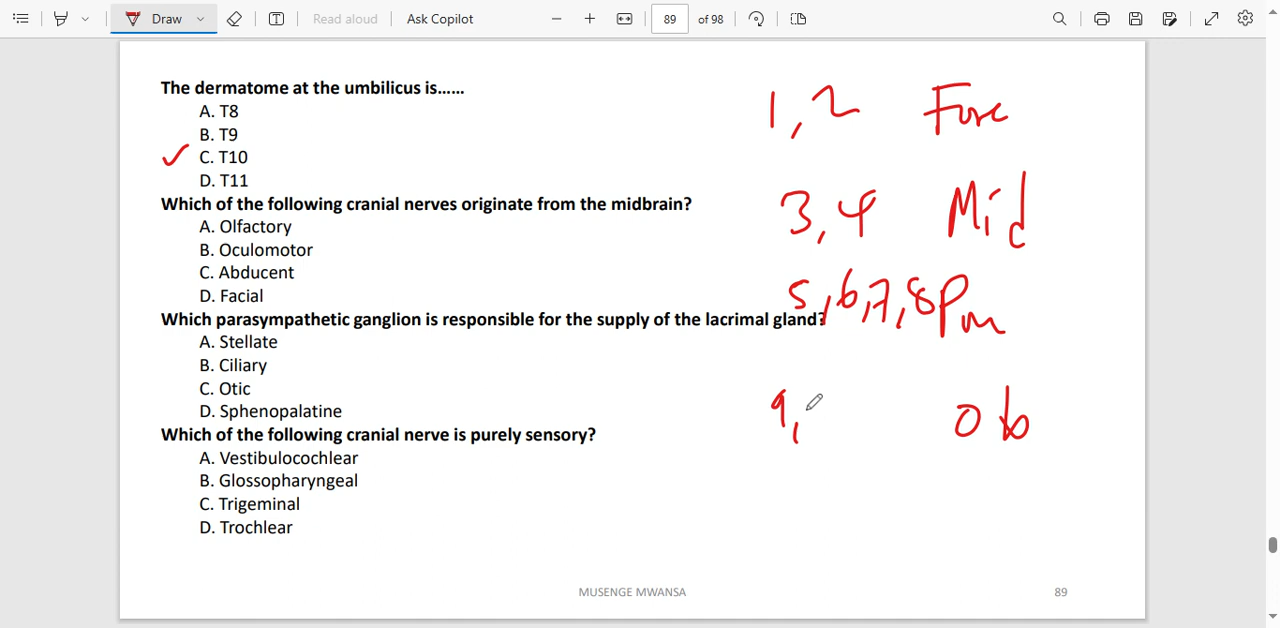 Draw
Read aloud
Ask Copilot
89 of 98
The dermatome at the umbilicus is......
A. T8
B. T9
C. T10
D. T11
Which of the following cranial nerves originate from the midbrain?
A. Olfactory
B. Oculomotor
C. Abducent
D. Facial
Which parasympathetic ganglion is responsible for the supply of the lacrimal gland?
A. Stellate
B. Ciliary
C. Otic
D. Sphenopalatine
Which of the following cranial nerve is purely sensory?
A. Vestibulocochlear
B. Glossopharyngeal
C. Trigeminal
D. Trochlear
1, 2 Fore
3, 4 Mid
5, 6, 7, 8 Pm
9, ob
MUSENGE MWANSA
89